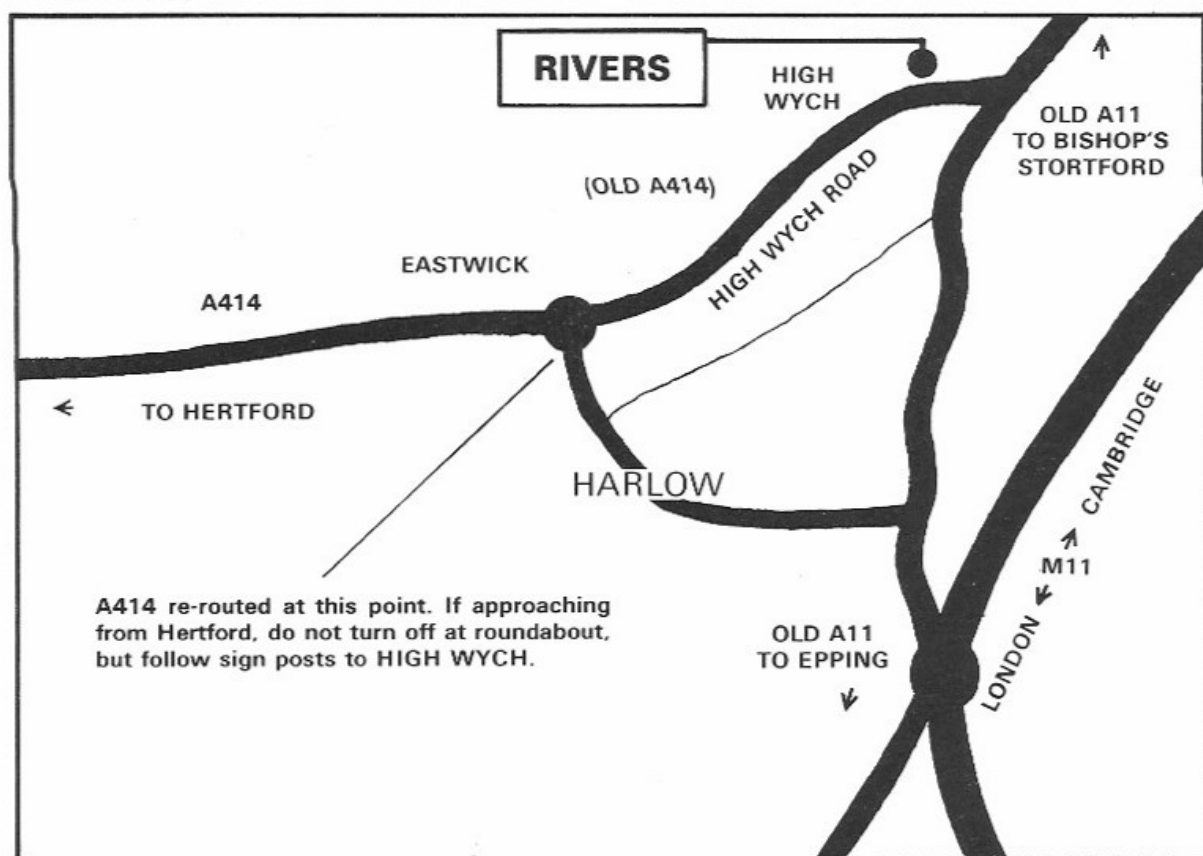 RIVERS
HIGH
WYCH
OLD A11
TO BISHOP'S
STORTFORD
(OLD A414)
HIGH WYCH ROAD
EASTWICK
A414
TO HERTFORD
HARLOW
CAMBRIDGE
M11
LONDON
A414 re-routed at this point. If approaching
from Hertford, do not turn off at roundabout,
but follow sign posts to HIGH WYCH.
OLD A11
TO EPPING